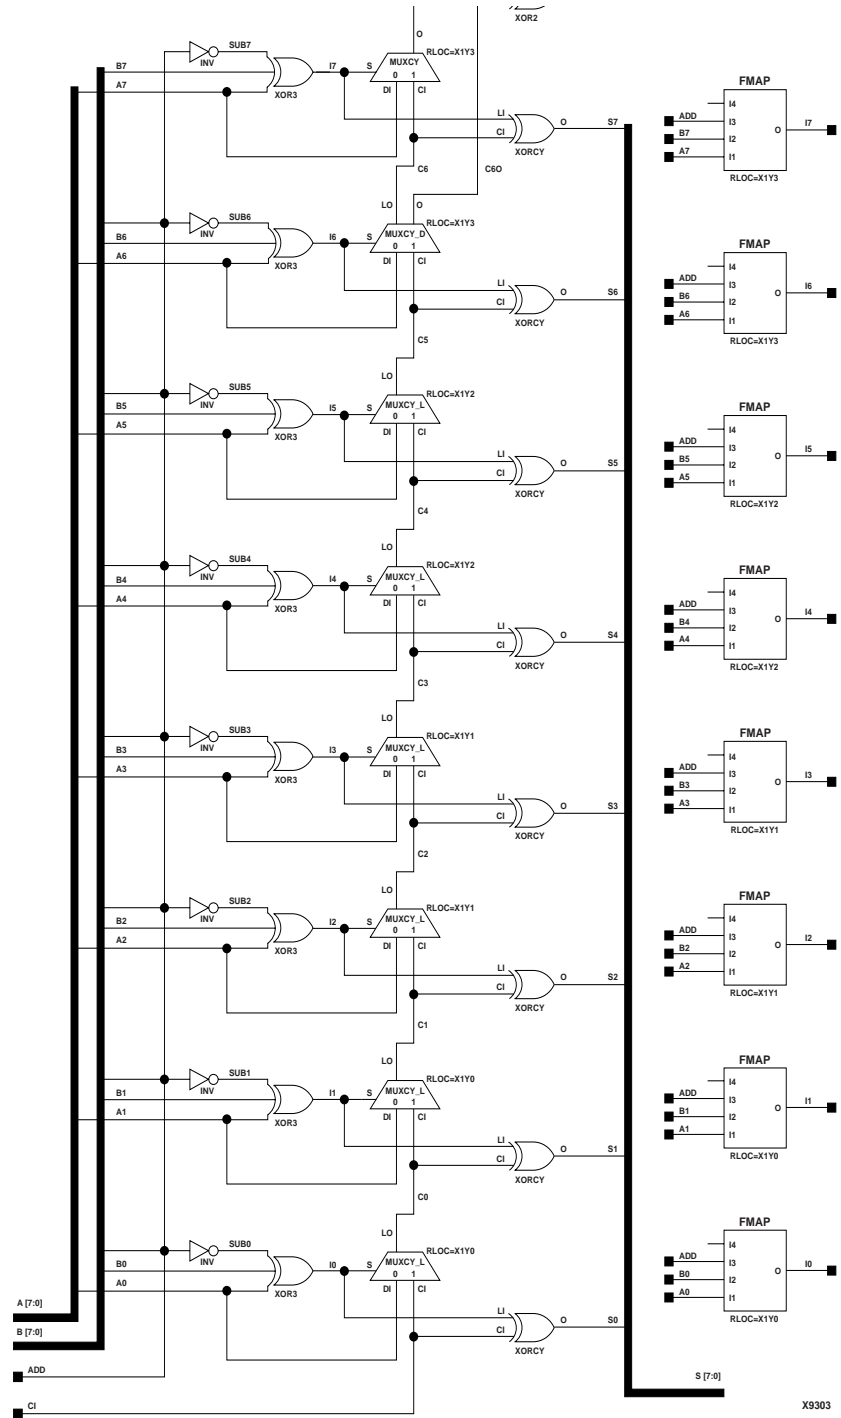 O
XOR2
SUB7
INV
B7
A7
XOR3
I7
S
MUXCY
0 1
RLOC=X1Y3
DI
CI
LI
CI
O
S7
XORCY
C6
C6O
LO
O
SUB6
INV
B6
A6
XOR3
I6
S
MUXCY_D
0 1
RLOC=X1Y3
DI
CI
LI
CI
O
S6
XORCY
C5
LO
SUB5
INV
B5
A5
XOR3
I5
S
MUXCY_L
0 1
RLOC=X1Y2
DI
CI
LI
CI
O
S5
XORCY
C4
LO
SUB4
INV
B4
A4
XOR3
I4
S
MUXCY_L
0 1
RLOC=X1Y2
DI
CI
LI
CI
O
S4
XORCY
C3
LO
SUB3
INV
B3
A3
XOR3
I3
S
MUXCY_L
0 1
RLOC=X1Y1
DI
CI
LI
CI
O
S3
XORCY
C2
LO
SUB2
INV
B2
A2
XOR3
I2
S
MUXCY_L
0 1
RLOC=X1Y1
DI
CI
LI
CI
O
S2
XORCY
C1
LO
SUB1
INV
B1
A1
XOR3
I1
S
MUXCY_L
0 1
RLOC=X1Y0
DI
CI
LI
CI
O
S1
XORCY
C0
LO
SUB0
INV
B0
A0
XOR3
I0
S
MUXCY_L
0 1
RLOC=X1Y0
DI
CI
LI
CI
O
S0
XORCY
A [7:0]
B [7:0]
ADD
CI
S [7:0]
FMAP
I4
ADD
I3
B7
I2
A7
I1
O
I7
RLOC=X1Y3
FMAP
I4
ADD
I3
B6
I2
A6
I1
O
I6
RLOC=X1Y3
FMAP
I4
ADD
I3
B5
I2
A5
I1
O
I5
RLOC=X1Y2
FMAP
I4
ADD
I3
B4
I2
A4
I1
O
I4
RLOC=X1Y2
FMAP
I4
ADD
I3
B3
I2
A3
I1
O
I3
RLOC=X1Y1
FMAP
I4
ADD
I3
B2
I2
A2
I1
O
I2
RLOC=X1Y1
FMAP
I4
ADD
I3
B1
I2
A1
I1
O
I1
RLOC=X1Y0
FMAP
I4
ADD
I3
B0
I2
A0
I1
O
I0
RLOC=X1Y0
X9303